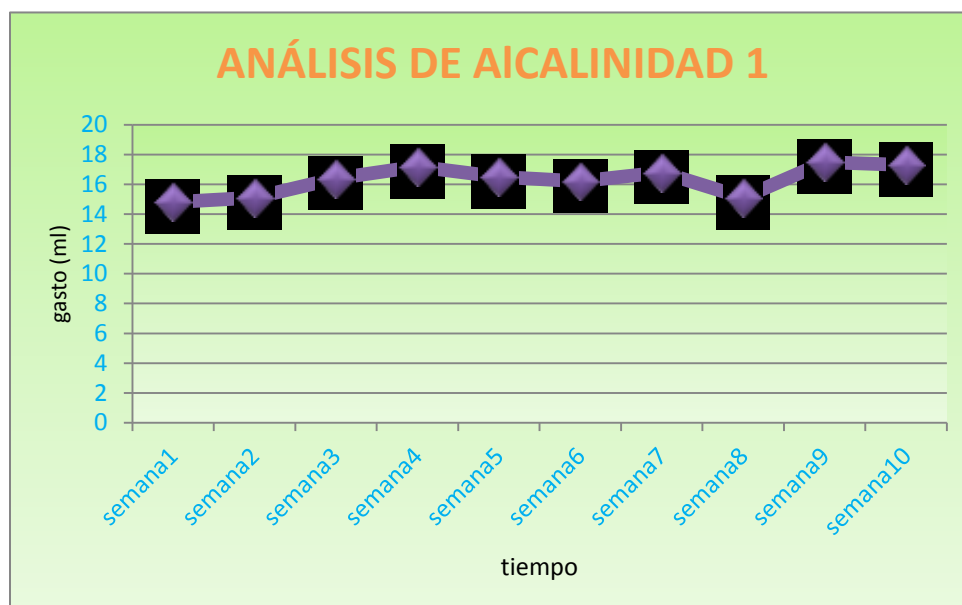 ANÁLISIS DE AlCALINIDAD 1
20
18
16
14
12
10
8
6
4
2
0
gasto (ml)
semana1
semana2
semana3
semana4
semana5
semana6
semana7
semana8
semana9
semana10
tiempo